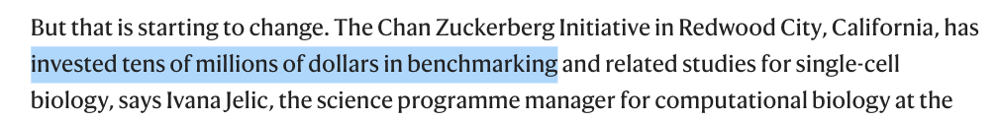 But that is starting to change. The Chan Zuckerberg Initiative in Redwood City, California, has
invested tens of millions of dollars in benchmarking and related studies for single-cell
biology, says Ivana Jelic, the science programme manager for computational biology at the